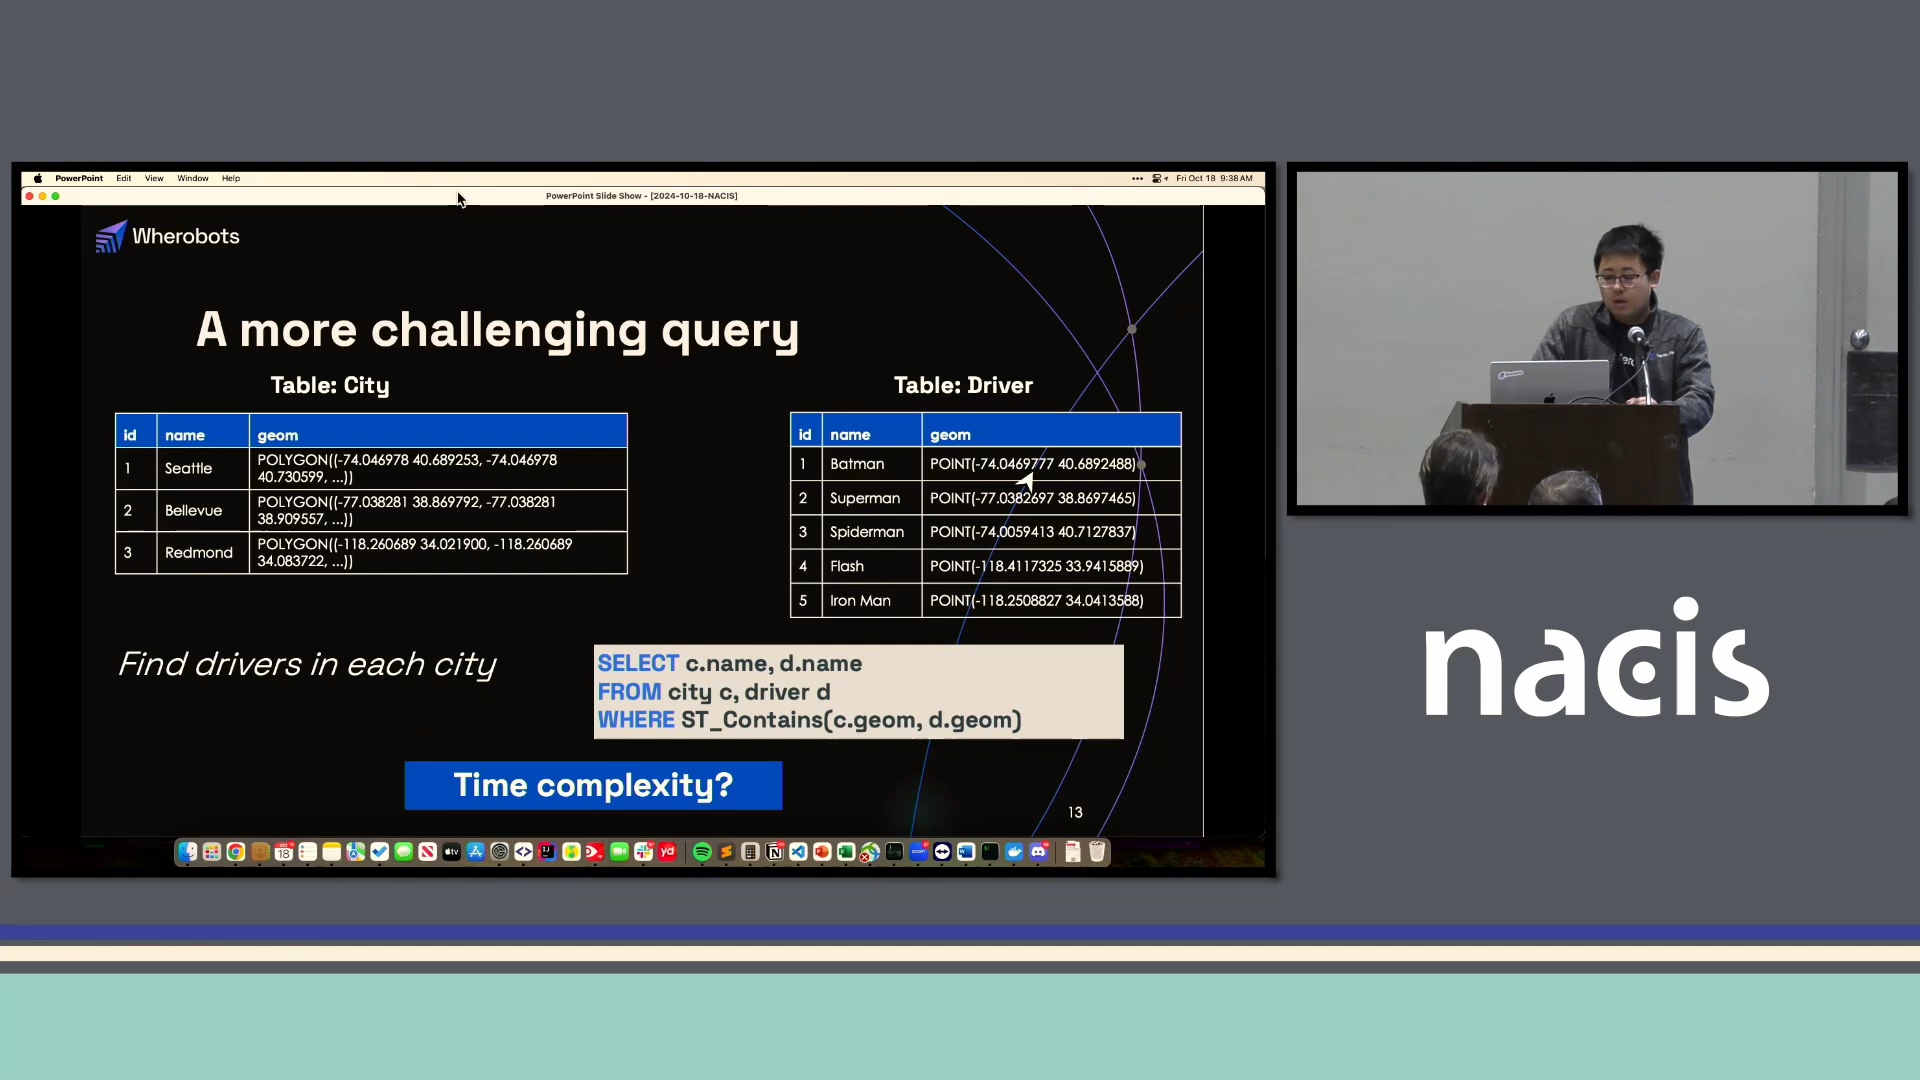 PowerPoint Edit View Window Help
Fri Oct 18 9:38 AM
PowerPoint Slide Show - [2024-10-18-NACIS]
Wherobots
A more challenging query
Table: City
id name geom
1 Seattle POLYGON((-74.046978 40.689253, -74.046978
40.730599, ...))
2 Bellevue POLYGON((-77.038281 38.869792, -77.038281
38.909557, ...))
3 Redmond POLYGON((-118.260689 34.021900, -118.260689
34.083722, ...))
Table: Driver
id name geom
1 Batman POINT(-74.0469777 40.6892488)
2 Superman POINT(-77.0382697 38.8697465)
3 Spiderman POINT(-74.0059413 40.7127837)
4 Flash POINT(-118.4117325 33.9415889)
5 Iron Man POINT(-118.2508827 34.0413588)
Find drivers in each city
SELECT c.name, d.name
FROM city c, driver d
WHERE ST_Contains(c.geom, d.geom)
Time complexity?
13
nacis